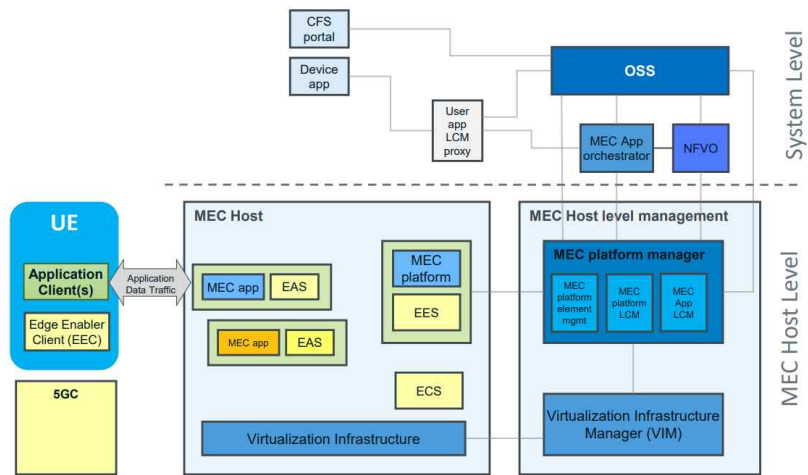 CFS
portal
Device
app
OSS
User
app
LCM
proxy
MEC App
orchestrator
NFVO
System Level
UE
Application
Client(s)
Edge Enabler
Client (EEC)
5GC
Application
Data Traffic
MEC Host
MEC app
EAS
MEC app
EAS
MEC
platform
EES
ECS
Virtualization Infrastructure
MEC Host level management
MEC platform manager
MEC
platform
element
mgmt
MEC
platform
LCM
MEC
App
LCM
Virtualization Infrastructure
Manager (VIM)
MEC Host Level